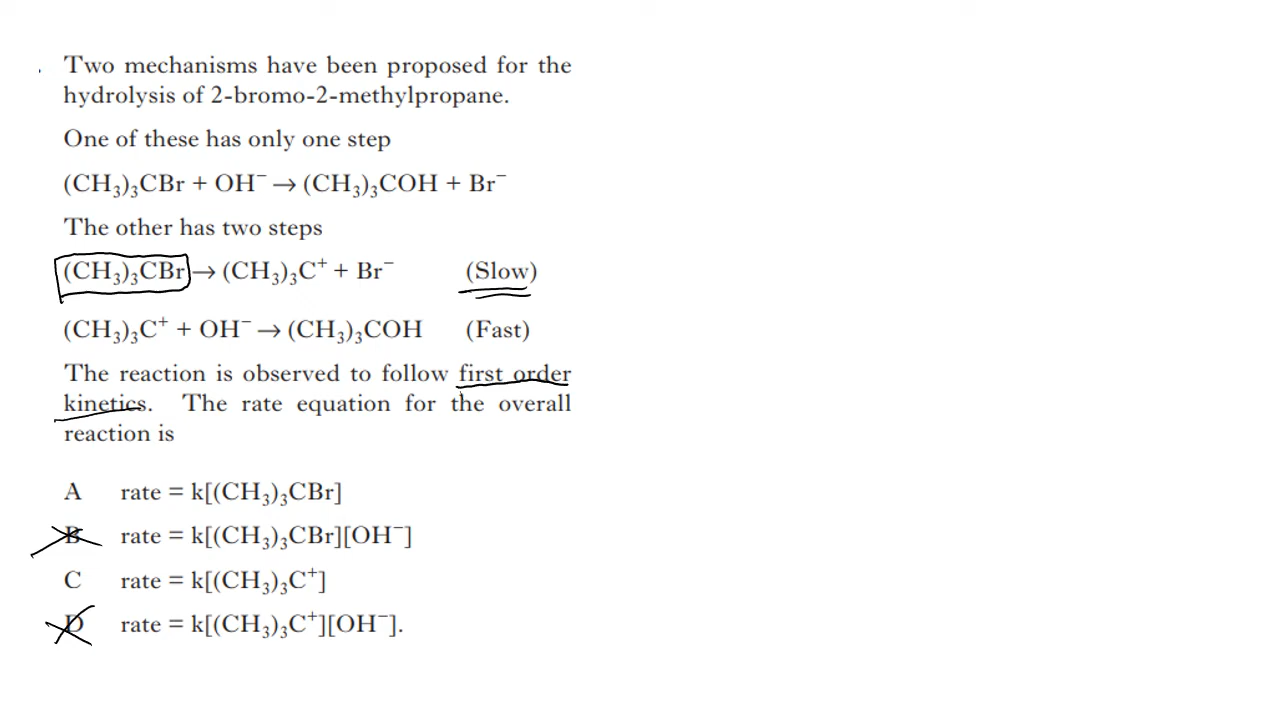 Two mechanisms have been proposed for the
hydrolysis of 2-bromo-2-methylpropane.
One of these has only one step
(CH₃)₃CBr + OH⁻ → (CH₃)₃COH + Br⁻
The other has two steps
(CH₃)₃CBr → (CH₃)₃C⁺ + Br⁻ (Slow)
(CH₃)₃C⁺ + OH⁻ → (CH₃)₃COH (Fast)
The reaction is observed to follow first order
kinetics. The rate equation for the overall
reaction is
A rate = k[(CH₃)₃CBr]
B rate = k[(CH₃)₃CBr][OH⁻]
C rate = k[(CH₃)₃C⁺]
D rate = k[(CH₃)₃C⁺][OH⁻].